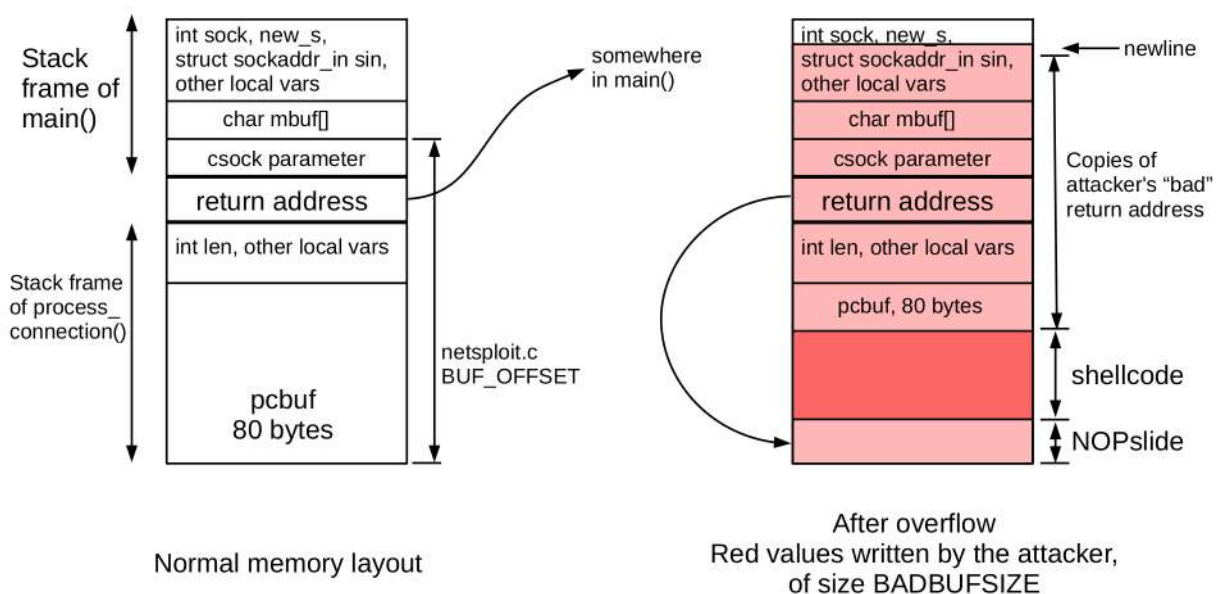 Stack
frame of
main()
int sock, new_s,
struct sockaddr_in sin,
other local vars
char mbuf[]
csock parameter
return address
int len, other local vars
pcbuf
80 bytes
Stack frame
of process_
connection()
netsploit.c
BUF_OFFSET
somewhere
in main()
Normal memory layout
int sock, new_s,
struct sockaddr_in sin,
other local vars
char mbuf[]
csock parameter
return address
int len, other local vars
pcbuf, 80 bytes
newline
Copies of
attacker's “bad”
return address
shellcode
NOPslide
After overflow
Red values written by the attacker,
of size BADBUFSIZE